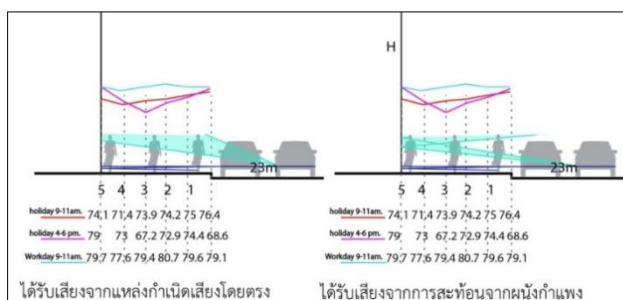 H
23m
23m
5 4 3 2 1
5 4 3 2 1
holiday 9-11am. 74,1 71,4 73.9 74.2 75 76,4
holiday 9-11am. 74,1 71,4 73.9 74.2 75 76,4
holiday 4-6 pm. 79 73 67.2 72.9 74.4 68.6
holiday 4-6 pm. 79 73 67.2 72.9 74.4 68.6
Workday 9-11am. 79,7 77,6 79,4 80.7 79.6 79.1
Workday 9-11am. 79,7 77,6 79,4 80.7 79.6 79.1
ได้รับเสียงจากแหล่งกำเนิดเสียงโดยตรง
ได้รับเสียงจากการสะท้อนจากผนังกำแพง